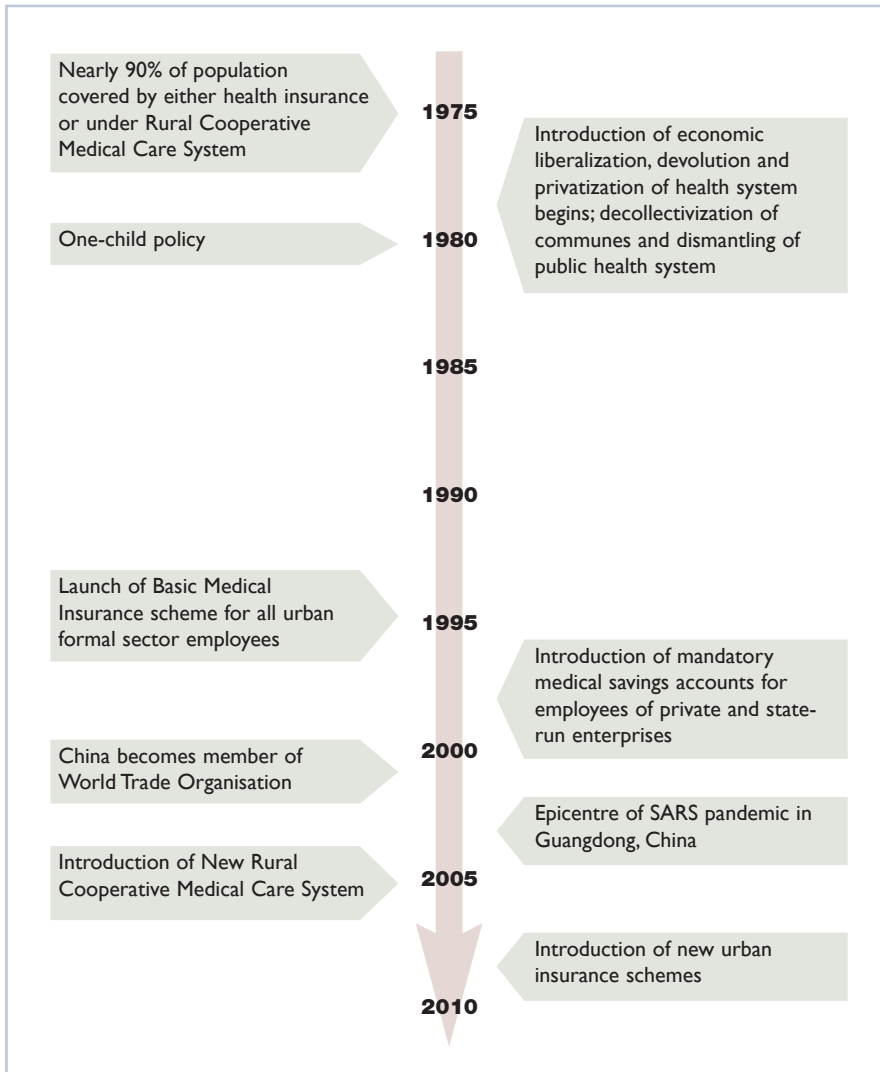 Nearly 90% of population
covered by either health insurance
or under Rural Cooperative
Medical Care System
1975
Introduction of economic
liberalization, devolution and
privatization of health system
begins; decollectivization of
communes and dismantling of
public health system
One-child policy
1980
1985
1990
Launch of Basic Medical
Insurance scheme for all urban
formal sector employees
1995
Introduction of mandatory
medical savings accounts for
employees of private and state-
run enterprises
2000
China becomes member of
World Trade Organisation
Epicentre of SARS pandemic in
Guangdong, China
Introduction of New Rural
Cooperative Medical Care System
2005
Introduction of new urban
insurance schemes
2010